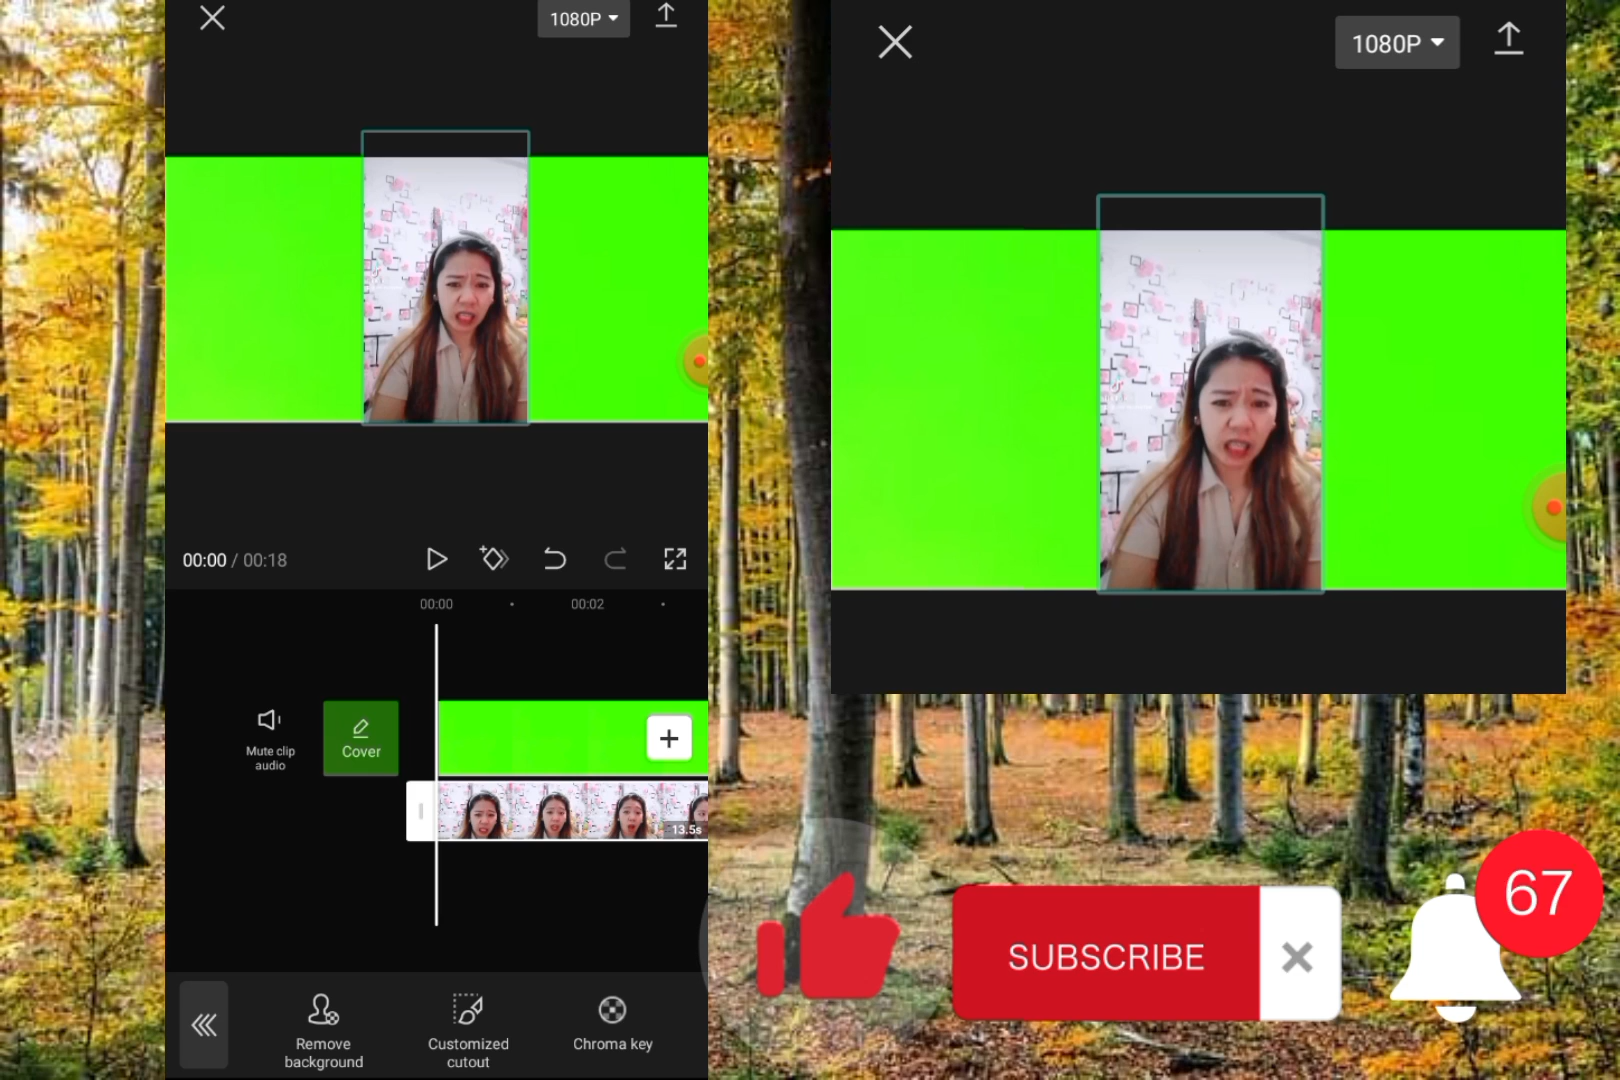 1080P
00:00 / 00:18
00:00
00:02
Mute clip
audio
Cover
13.5s
Remove
background
Customized
cutout
Chroma key
1080P
SUBSCRIBE
67